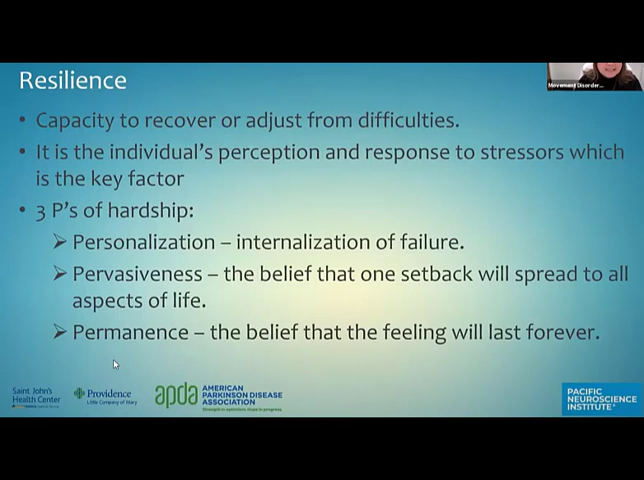 Resilience
Movement Disorder...
• Capacity to recover or adjust from difficulties.
• It is the individual's perception and response to stressors which
is the key factor
• 3 P's of hardship:
➢ Personalization – internalization of failure.
➢ Pervasiveness – the belief that one setback will spread to all
aspects of life.
➢ Permanence – the belief that the feeling will last forever.
Saint John's
Health Center
Providence
Little Company of Mary
apda
AMERICAN
PARKINSON DISEASE
ASSOCIATION
Strength in optimism. Hope in progress.
PACIFIC
NEUROSCIENCE
INSTITUTE